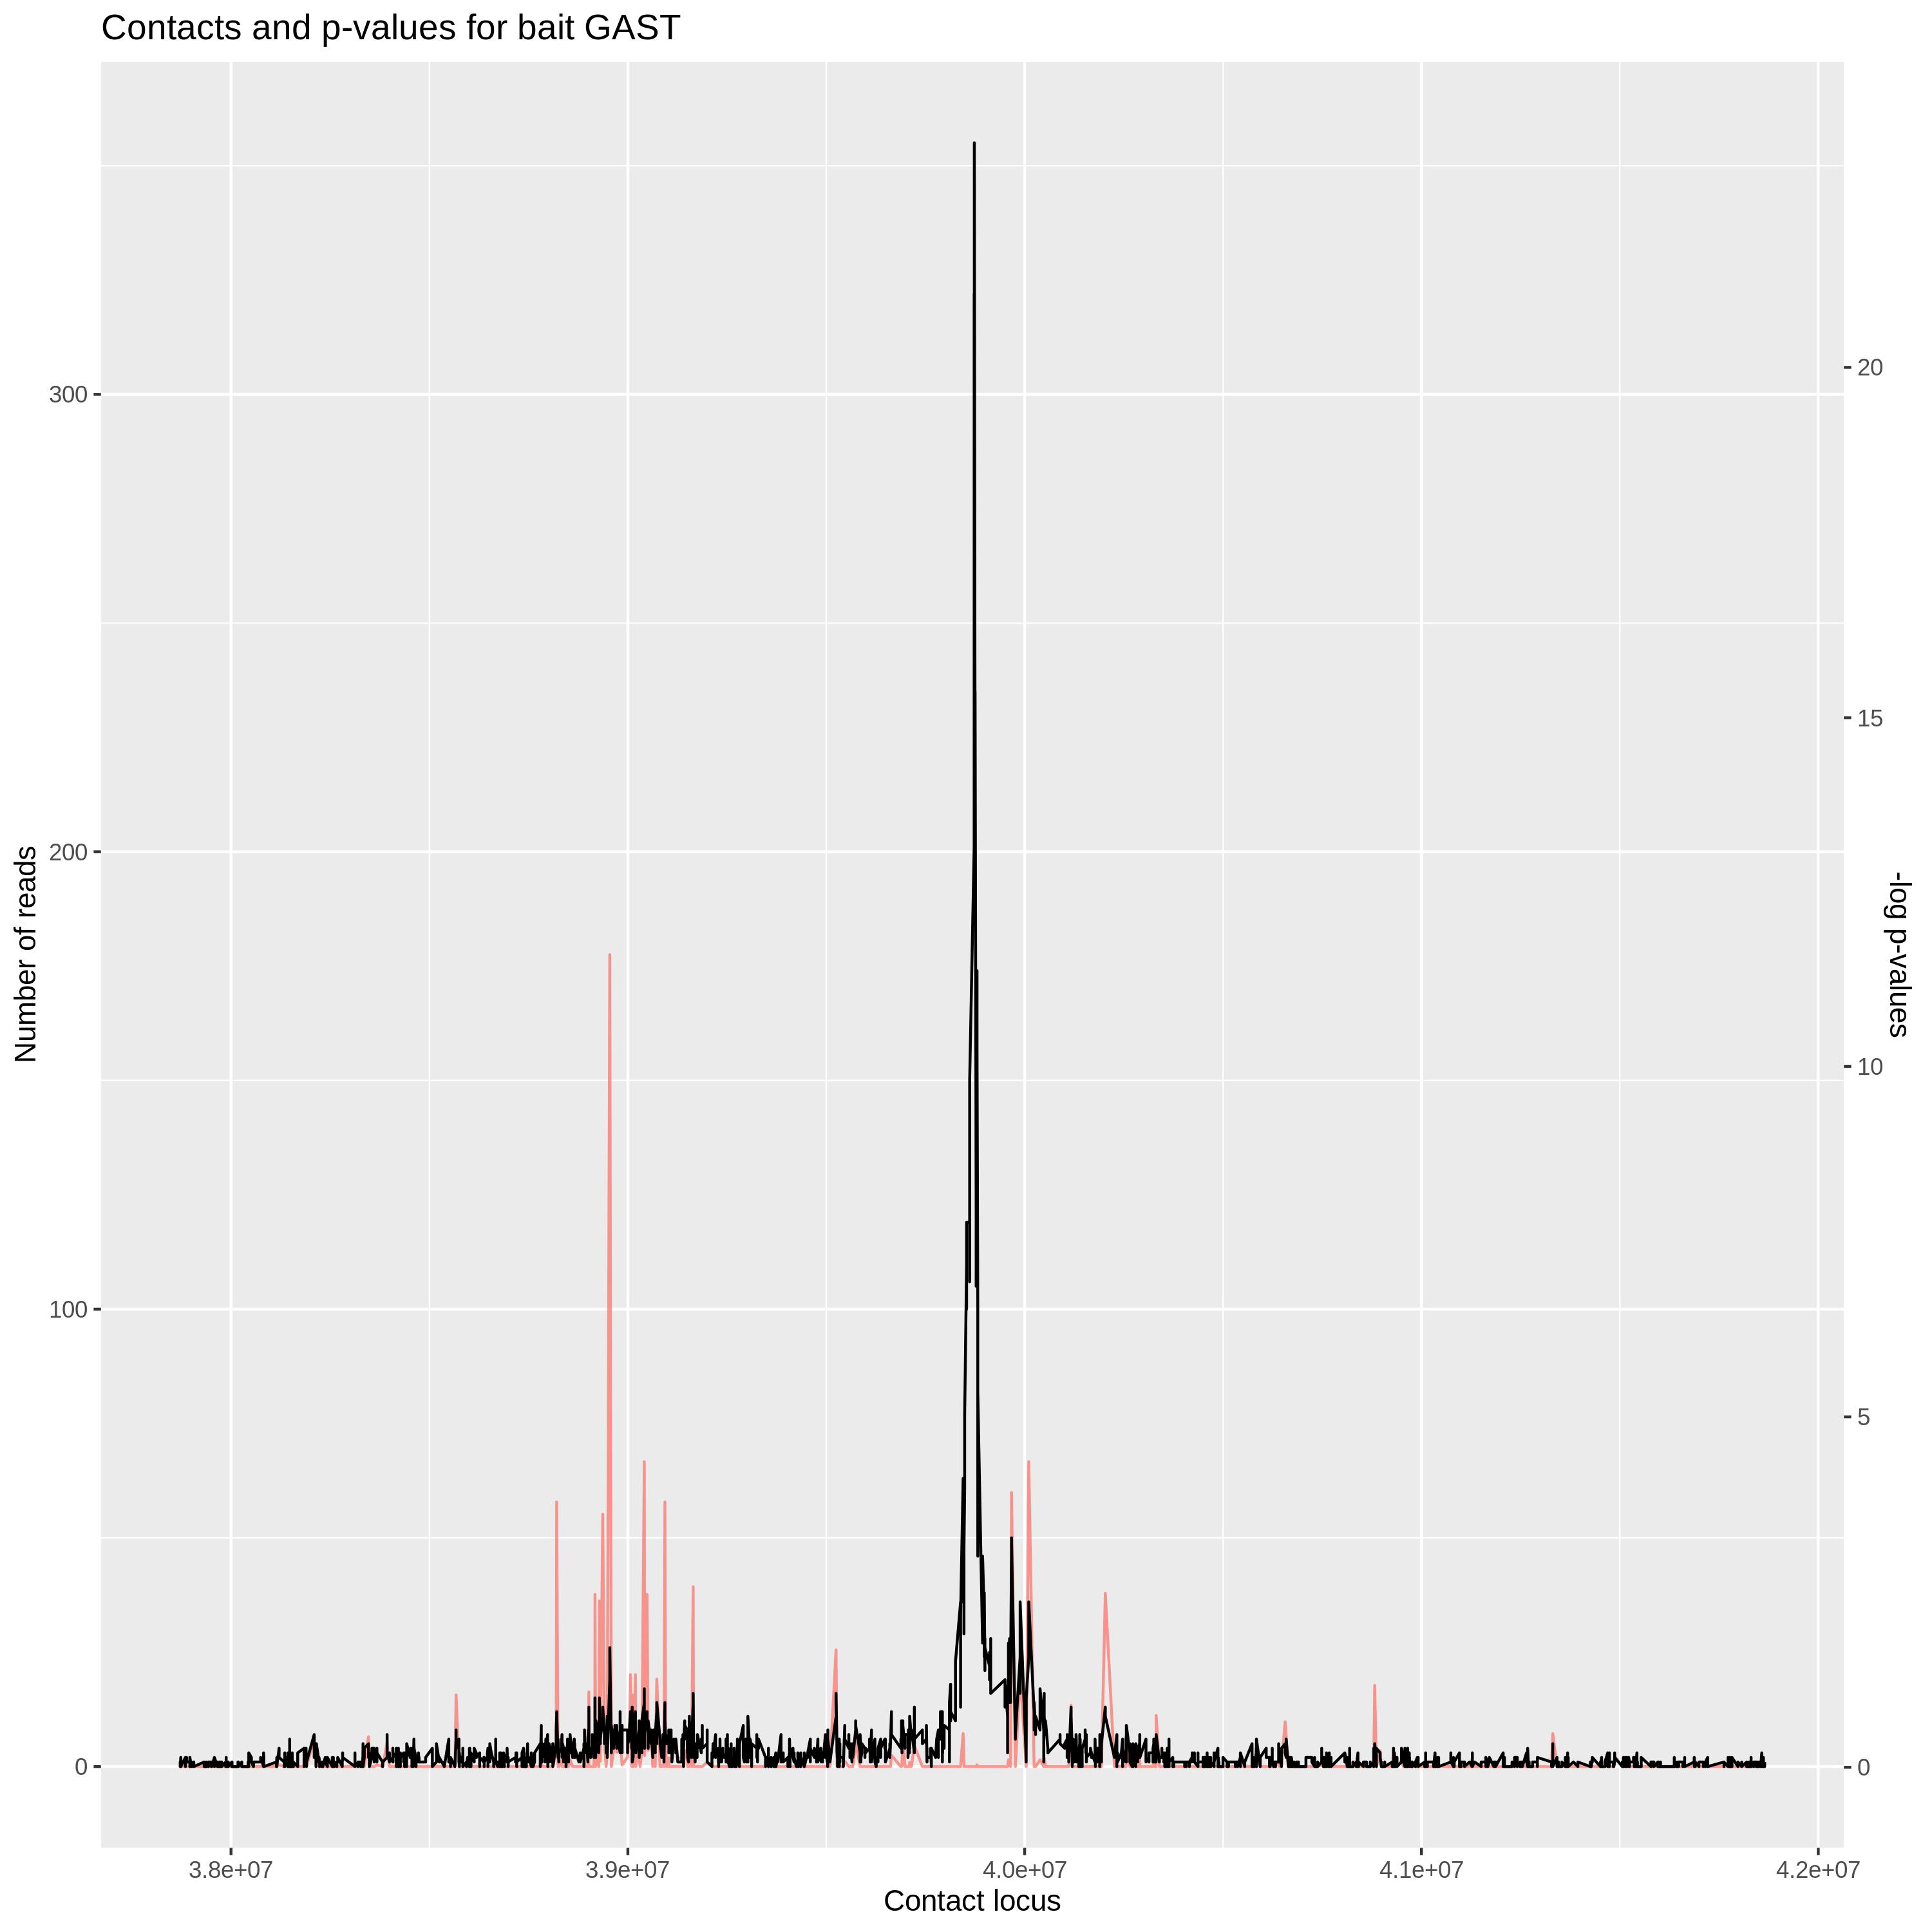 Contacts and p-values for bait GAST
Number of reads
300
200
100
0
20
15
10
5
0
-log p-values
3.8e+07
3.9e+07
4.0e+07
4.1e+07
4.2e+07
Contact locus